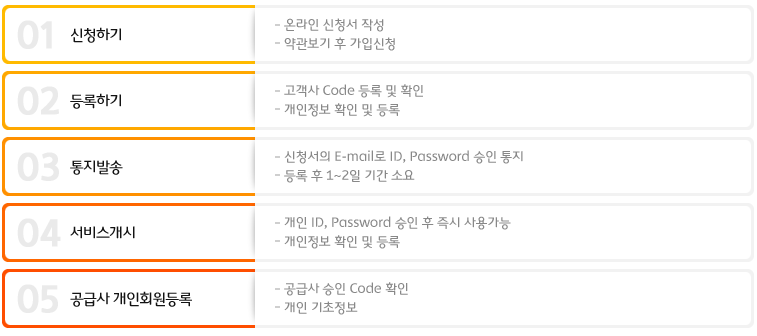 01 신청하기
- 온라인 신청서 작성
- 약관보기 후 가입신청
02 등록하기
- 고객사 Code 등록 및 확인
- 개인정보 확인 및 등록
03 통지발송
- 신청서의 E-mail로 ID, Password 승인 통지
- 등록 후 1~2일 기간 소요
04 서비스개시
- 개인 ID, Password 승인 후 즉시 사용가능
- 개인정보 확인 및 등록
05 공급사 개인회원등록
- 공급사 승인 Code 확인
- 개인 기초정보